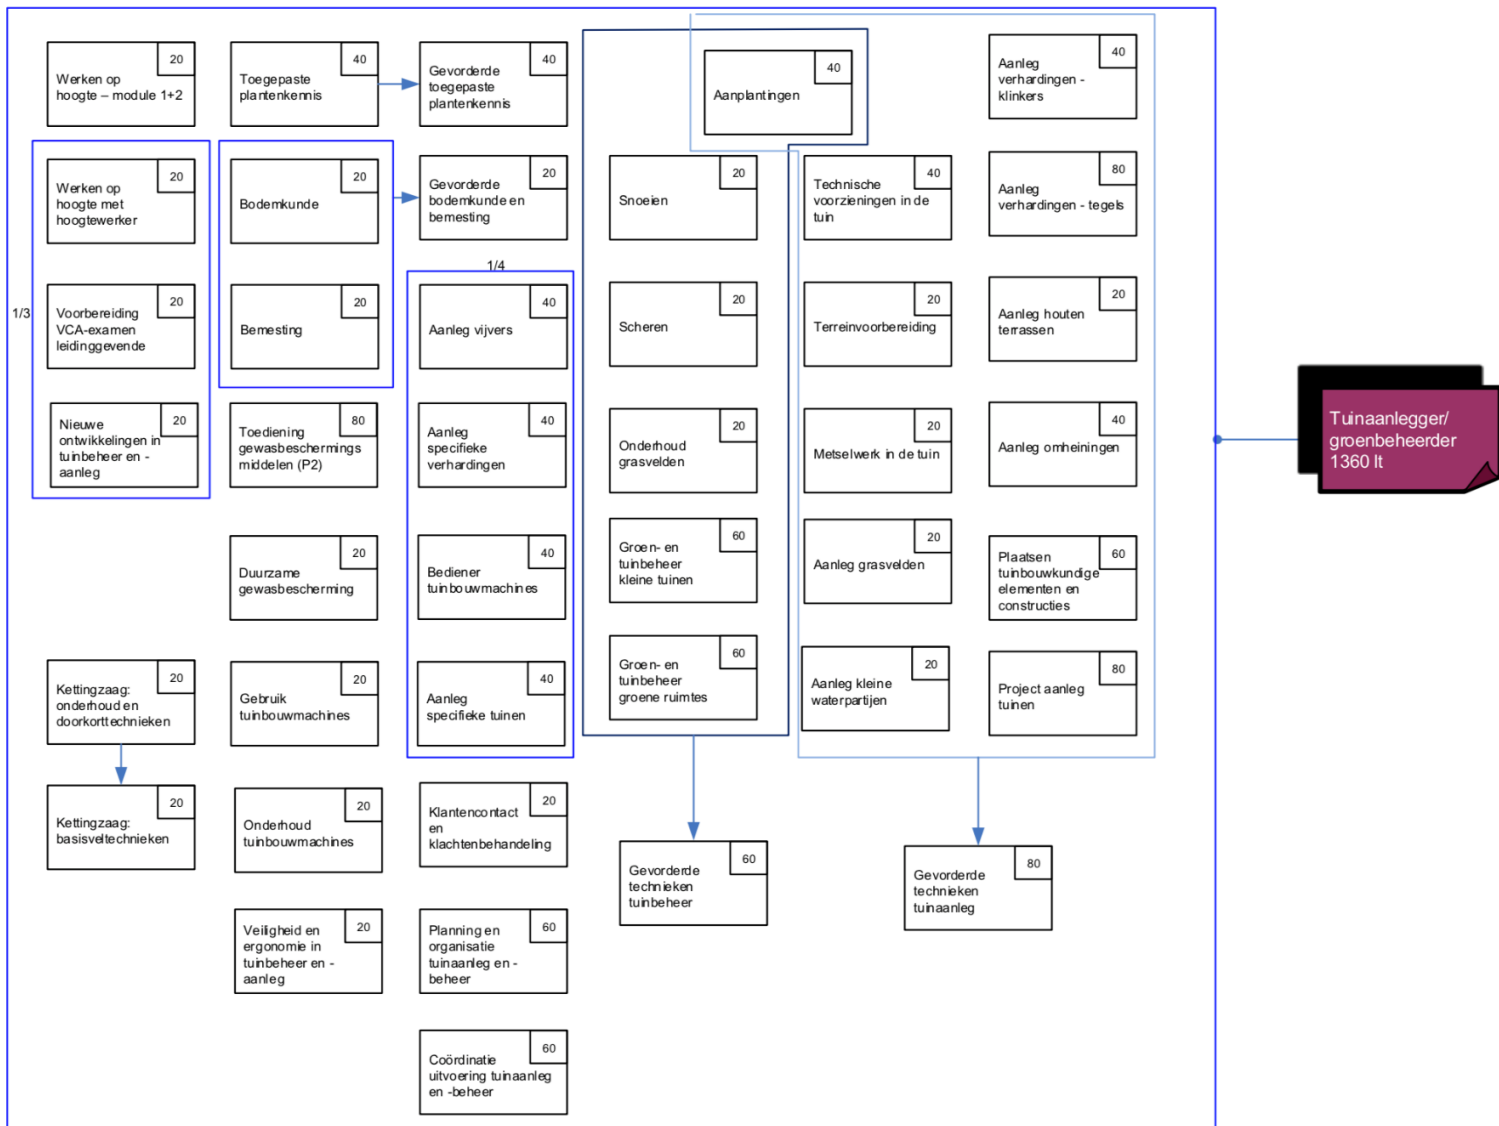 20
Werken op
hoogte – module 1+2
40
Toegepaste
plantenkennis
40
Gevorderde
toegepaste
plantenkennis
40
Aanplantingen
40
Aanleg
verhardingen -
klinkers
20
Werken op
hoogte met
hoogtewerker
20
Bodemkunde
20
Gevorderde
bodemkunde en
bemesting
20
Snoeien
40
Technische
voorzieningen in de
tuin
80
Aanleg
verhardingen - tegels
1/3
1/4
20
Voorbereiding
VCA-examen
leidinggevende
20
Bemesting
40
Aanleg vijvers
20
Scheren
20
Terreinvoorbereiding
20
Aanleg houten
terrassen
20
Nieuwe
ontwikkelingen in
tuinbeheer en -
aanleg
80
Toediening
gewasbeschermings
middelen (P2)
40
Aanleg
specifieke
verhardingen
20
Onderhoud
grasvelden
20
Metselwerk in de tuin
40
Aanleg omheiningen
Tuinaanlegger/
groenbeheerder
1360 lt
20
Duurzame
gewasbescherming
40
Bediener
tuinbouwmachines
60
Groen- en
tuinbeheer
kleine tuinen
20
Aanleg grasvelden
60
Plaatsen
tuinbouwkundige
elementen en
constructies
20
Kettingzaag:
onderhoud en
doorkorttechnieken
20
Gebruik
tuinbouwmachines
40
Aanleg
specifieke tuinen
60
Groen- en
tuinbeheer
groene ruimtes
20
Aanleg kleine
waterpartijen
80
Project aanleg
tuinen
20
Kettingzaag:
basisveltechnieken
20
Onderhoud
tuinbouwmachines
20
Klantencontact
en
klachtenbehandeling
60
Gevorderde
technieken
tuinbeheer
80
Gevorderde
technieken
tuinaanleg
20
Veiligheid en
ergonomie in
tuinbeheer en -
aanleg
60
Planning en
organisatie
tuinaanleg en -
beheer
60
Coördinatie
uitvoering tuinaanleg
en -beheer